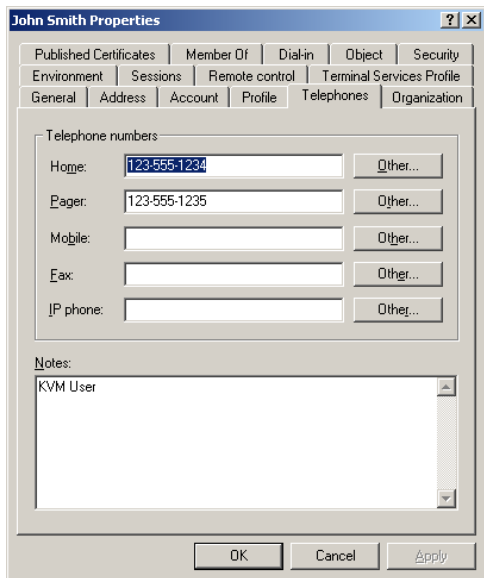 John Smith Properties
Published Certificates Member Of Dial-in Object Security
Environment Sessions Remote control Terminal Services Profile
General Address Account Profile Telephones Organization
Telephone numbers
Home: 123-555-1234 Other...
Pager: 123-555-1235 Other...
Mobile: Other...
Fax: Other...
IP phone: Other...
Notes:
KVM User
OK Cancel Apply